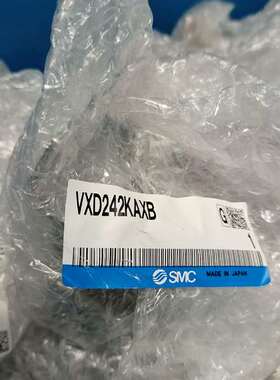 VXD242KAXB
G
1
SMC MADE IN JAPAN